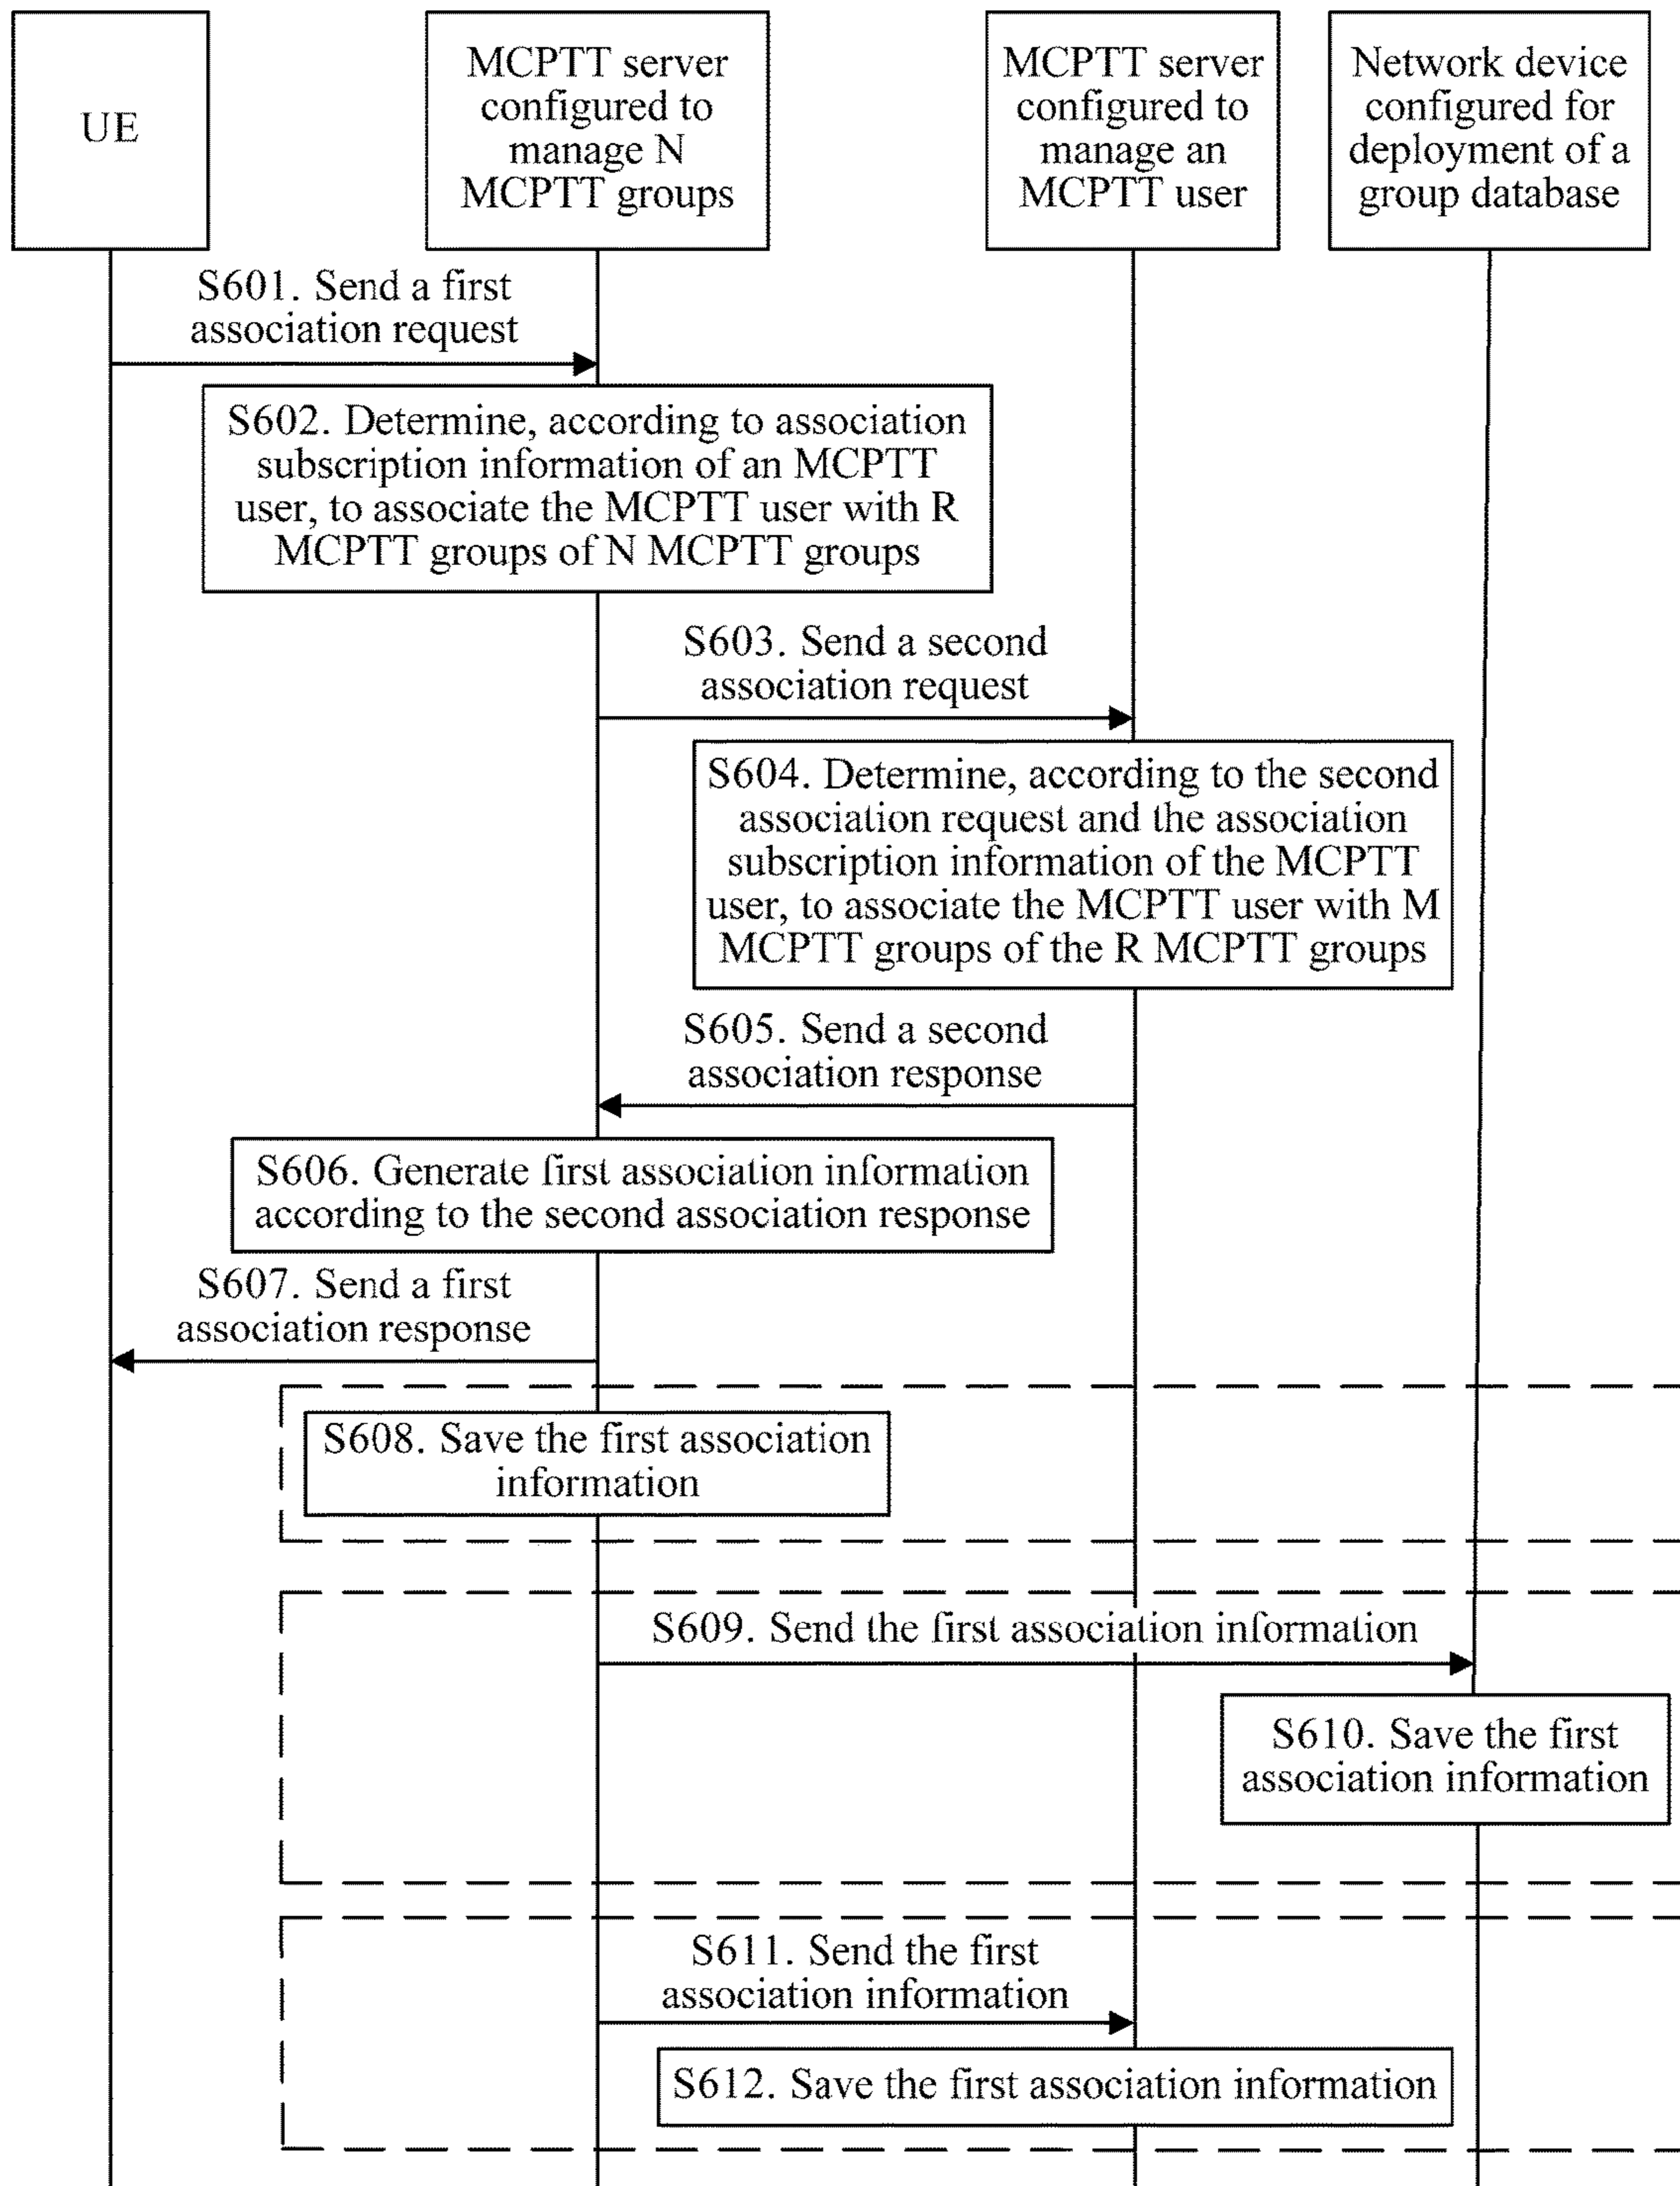 UE
MCPTT server
configured to
manage N
MCPTT groups
MCPTT server
configured to
manage an
MCPTT user
Network device
configured for
deployment of a
group database
S601. Send a first
association request
S602. Determine, according to association
subscription information of an MCPTT
user, to associate the MCPTT user with R
MCPTT groups of N MCPTT groups
S603. Send a second
association request
S604. Determine, according to the second
association request and the association
subscription information of the MCPTT
user, to associate the MCPTT user with M
MCPTT groups of the R MCPTT groups
S605. Send a second
association response
S606. Generate first association information
according to the second association response
S607. Send a first
association response
S608. Save the first association
information
S609. Send the first association information
S610. Save the first
association information
S611. Send the first
association information
S612. Save the first association information